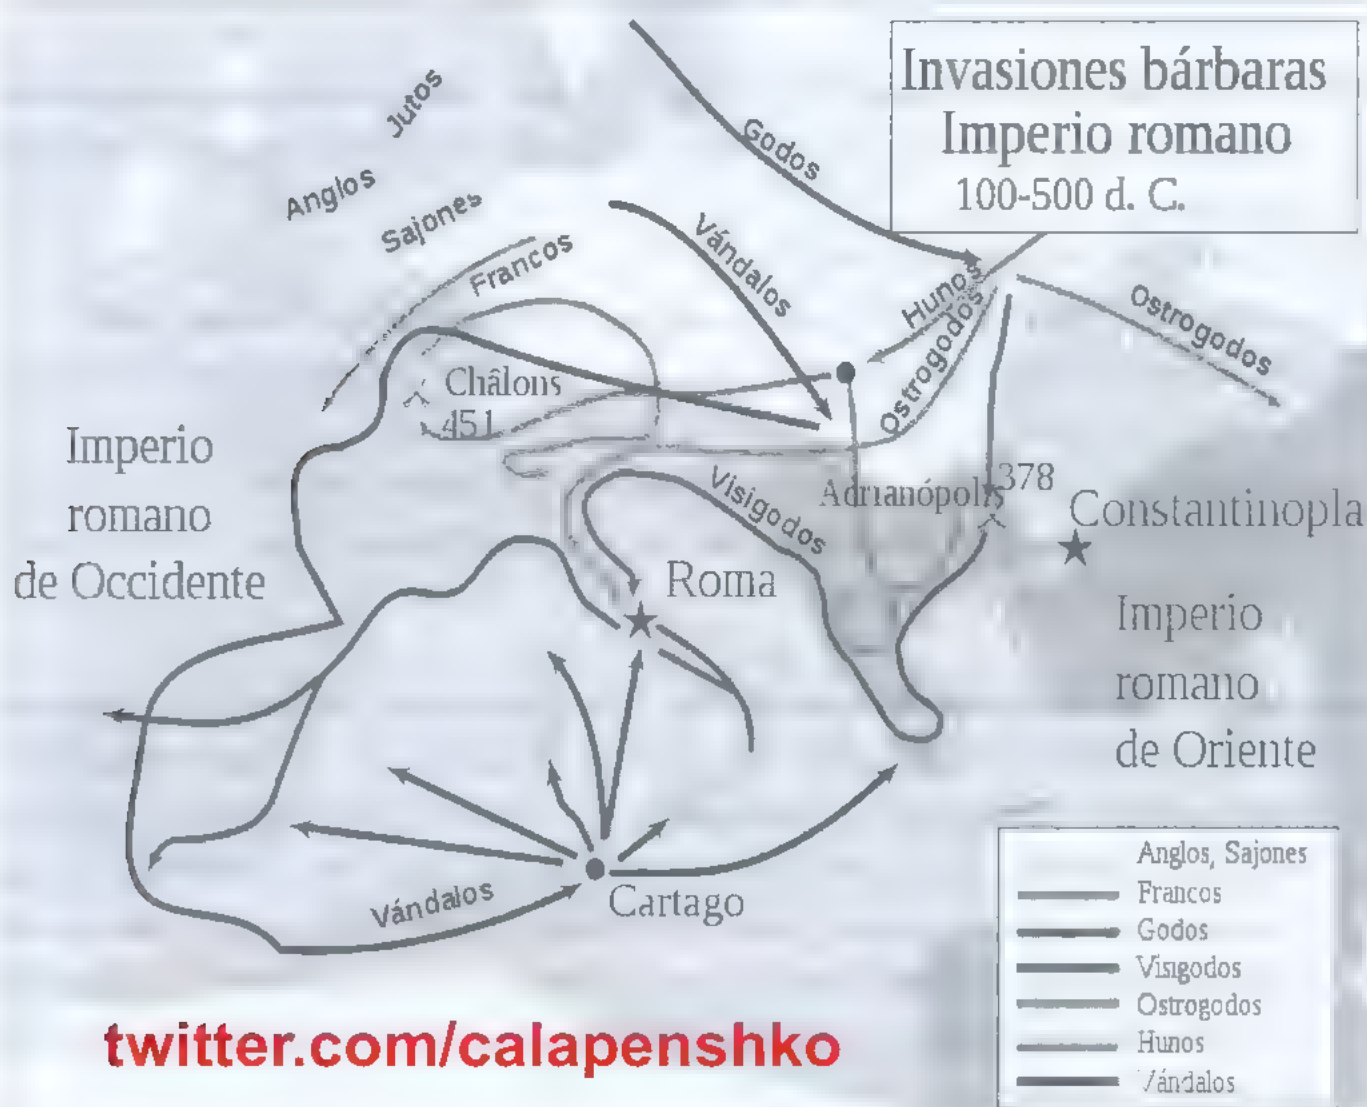 Invasiones bárbaras
Imperio romano
100-500 d. C.
Jutos
Anglos
Sajones
Francos
Godos
Vándalos
Hunos
Ostrogodos
Ostrogodos
Châlons
451
Imperio
romano
de Occidente
Visigodos
Adrianópolis 378
Constantinopla
Roma
Imperio
romano
de Oriente
Vándalos
Cartago
Anglos, Sajones
Francos
Godos
Visigodos
Ostrogodos
Hunos
Vándalos
twitter.com/calapenshko